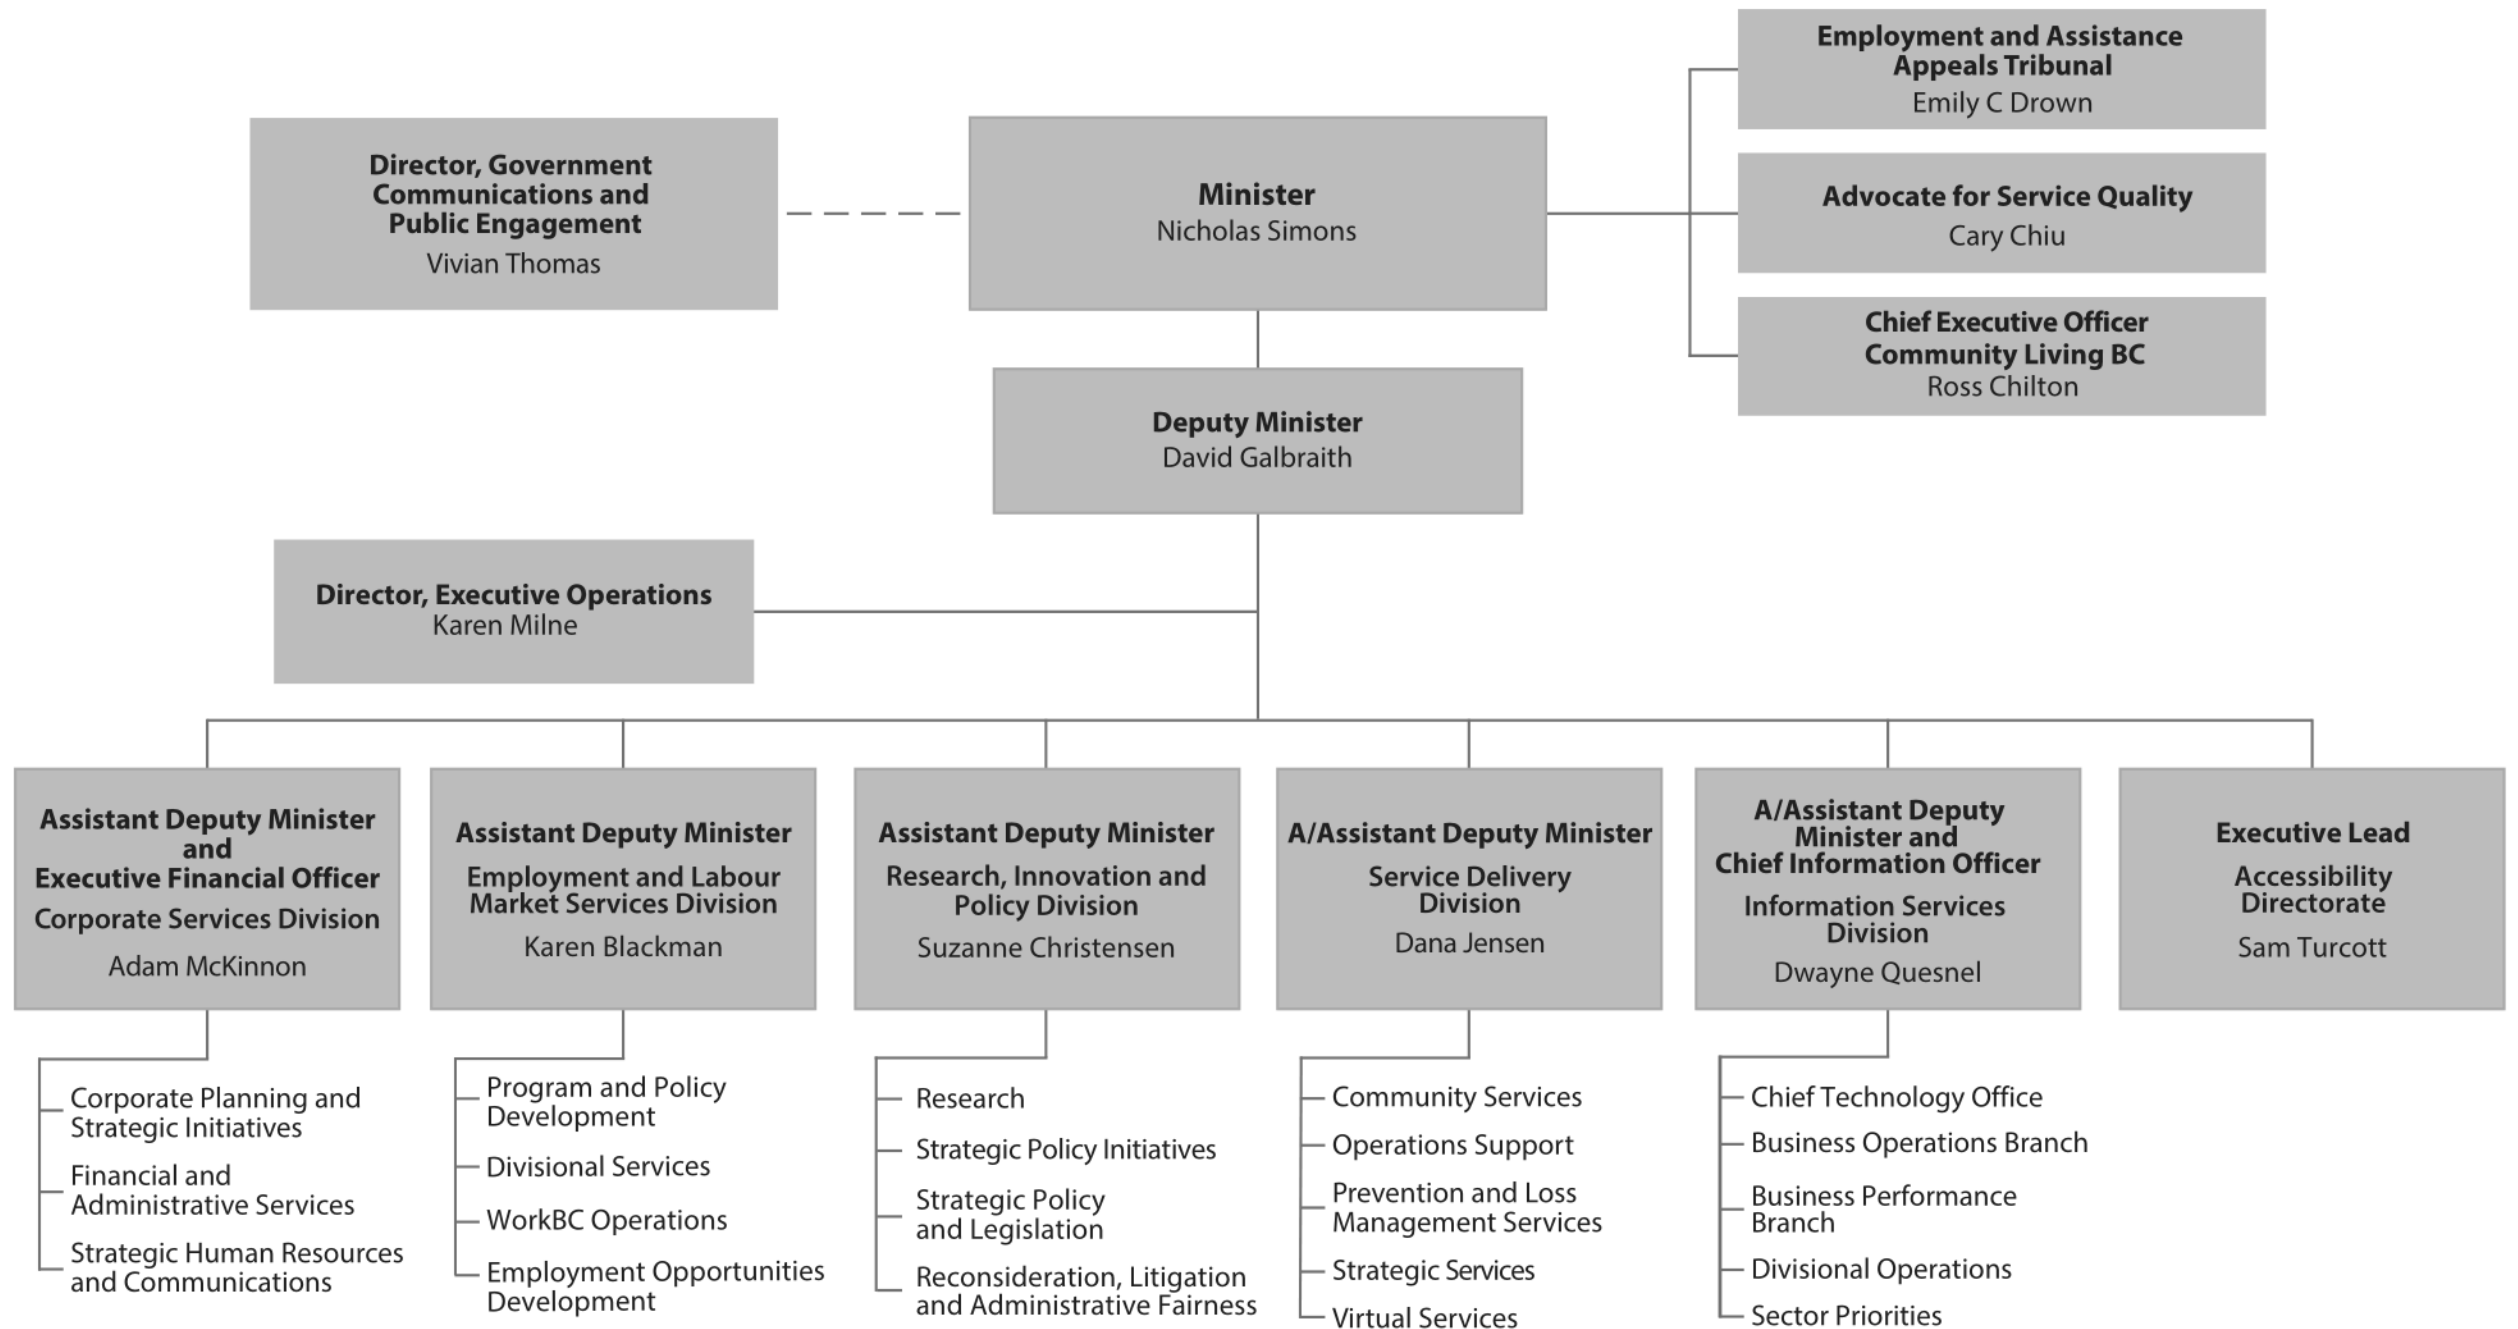 Employment and Assistance
Appeals Tribunal
Emily C Drown
Director, Government
Communications and
Public Engagement
Vivian Thomas
Minister
Nicholas Simons
Advocate for Service Quality
Cary Chiu
Chief Executive Officer
Community Living BC
Ross Chilton
Deputy Minister
David Galbraith
Director, Executive Operations
Karen Milne
Assistant Deputy Minister
and
Executive Financial Officer
Corporate Services Division
Adam McKinnon
Corporate Planning and
Strategic Initiatives
Financial and
Administrative Services
Strategic Human Resources
and Communications
Assistant Deputy Minister
Employment and Labour
Market Services Division
Karen Blackman
Program and Policy
Development
Divisional Services
WorkBC Operations
Employment Opportunities
Development
Assistant Deputy Minister
Research, Innovation and
Policy Division
Suzanne Christensen
Research
Strategic Policy Initiatives
Strategic Policy
and Legislation
Reconsideration, Litigation
and Administrative Fairness
A/Assistant Deputy Minister
Service Delivery
Division
Dana Jensen
Community Services
Operations Support
Prevention and Loss
Management Services
Strategic Services
Virtual Services
A/Assistant Deputy
Minister and
Chief Information Officer
Information Services
Division
Dwayne Quesnel
Chief Technology Office
Business Operations Branch
Business Performance
Branch
Divisional Operations
Sector Priorities
Executive Lead
Accessibility
Directorate
Sam Turcott